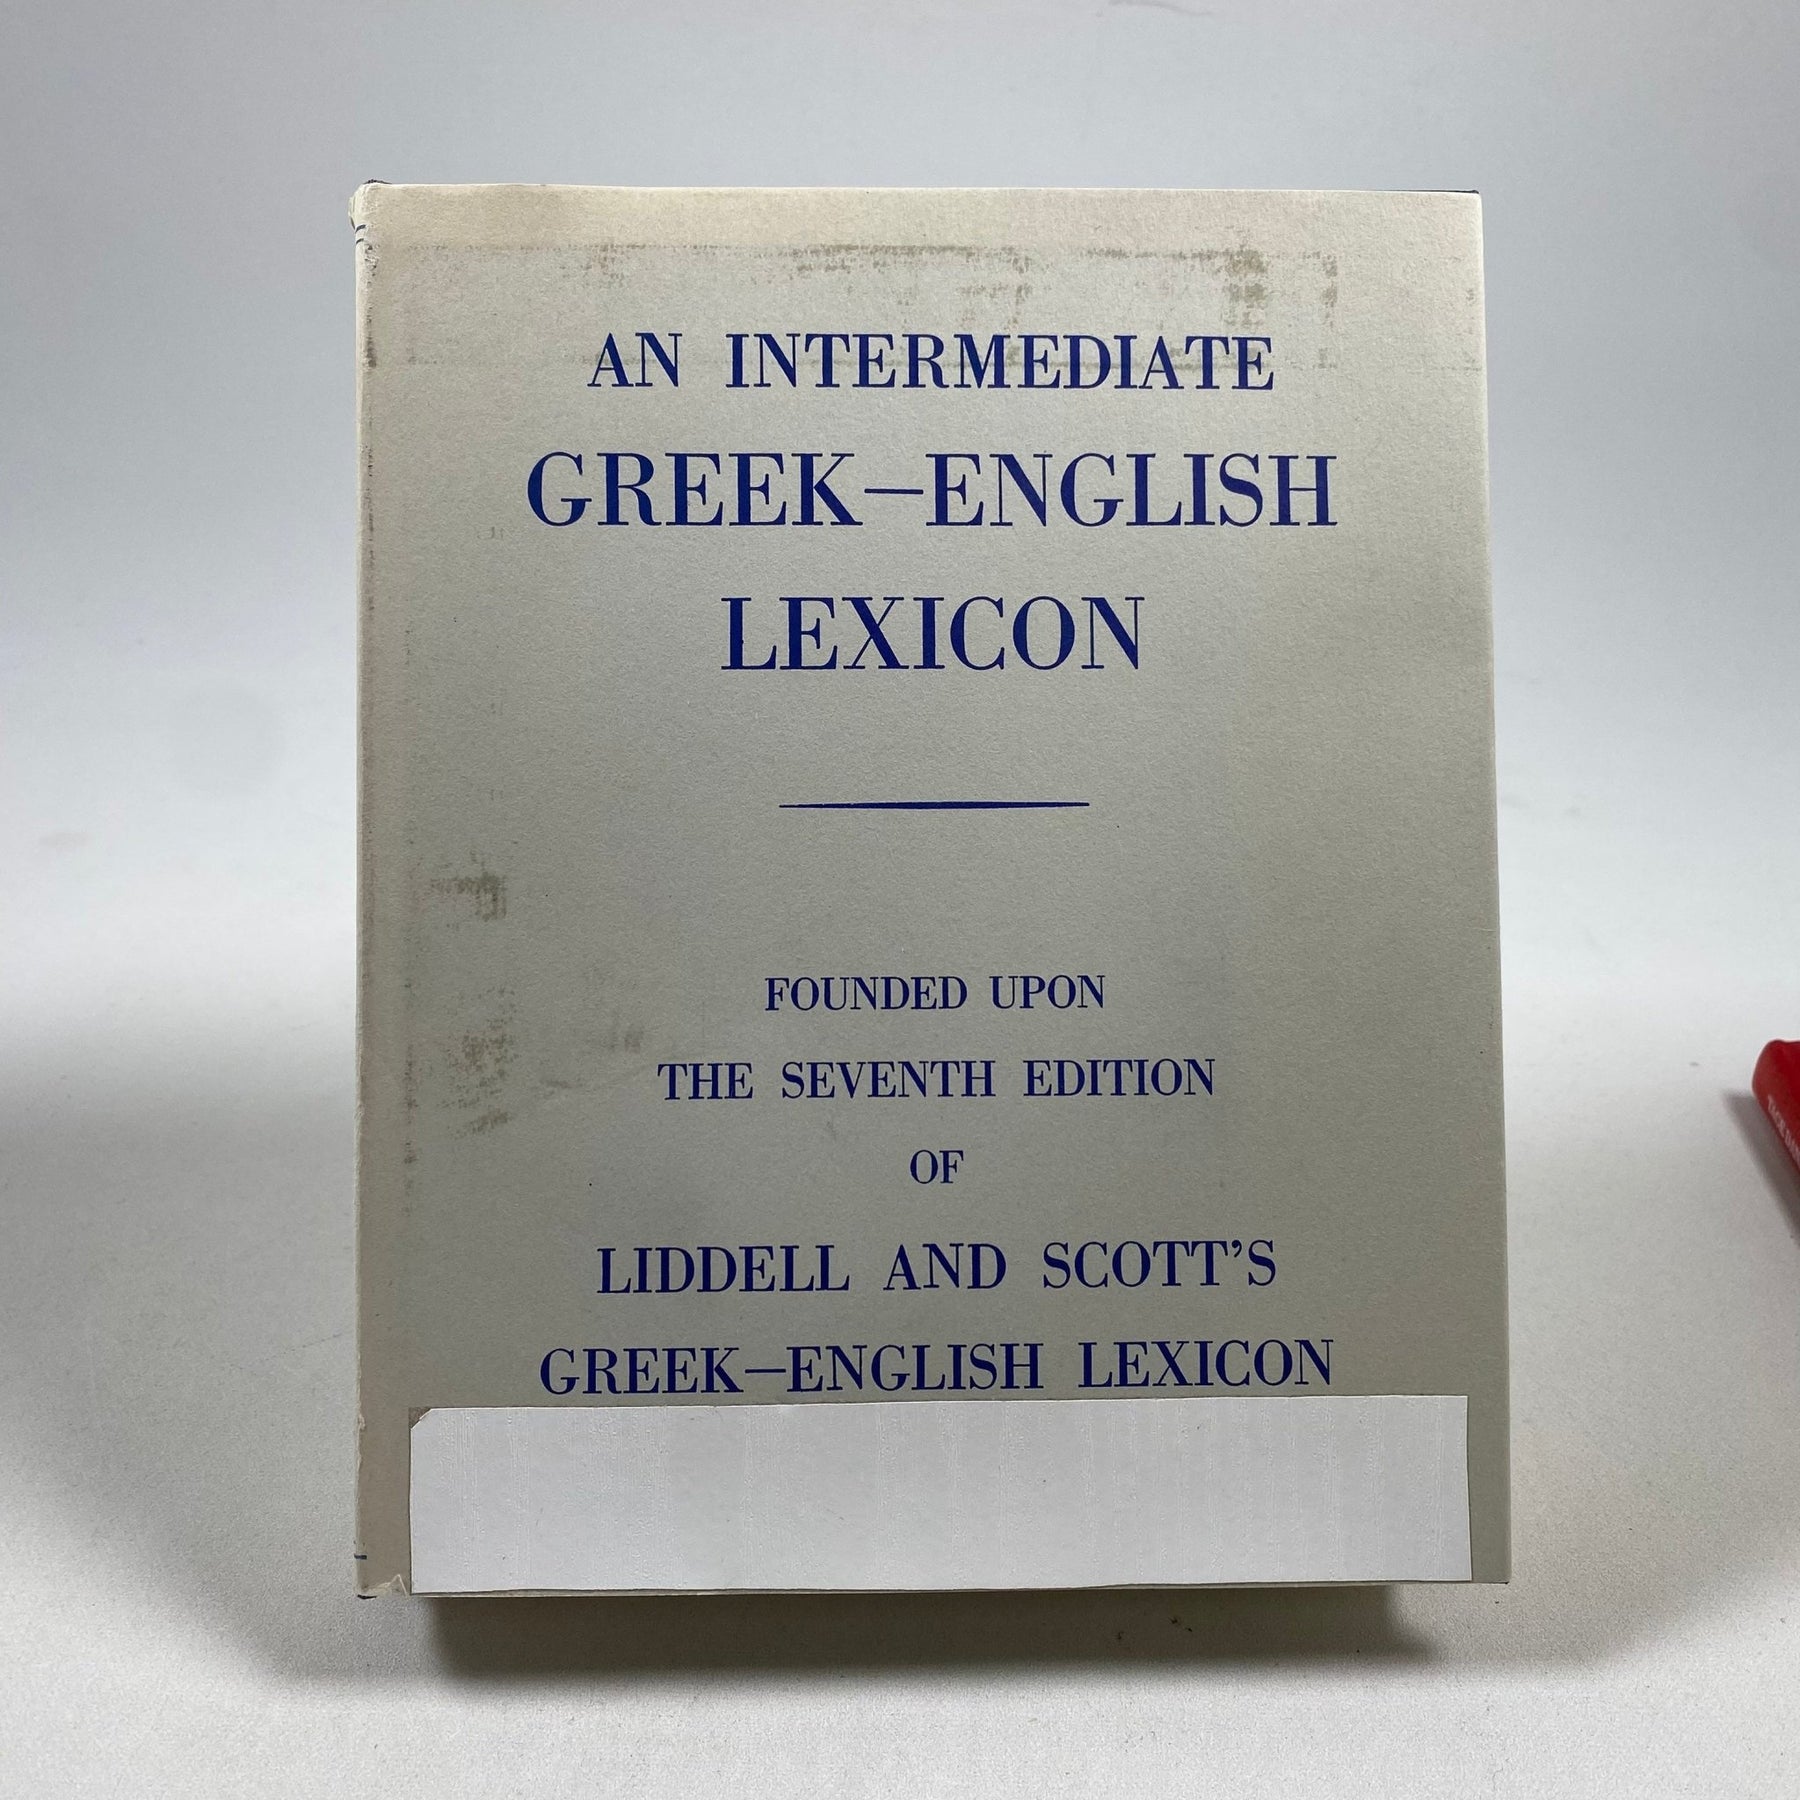 AN INTERMEDIATE
GREEK—ENGLISH
LEXICON
FOUNDED UPON
THE SEVENTH EDITION
OF
LIDDELL AND SCOTT'S
GREEK—ENGLISH LEXICON